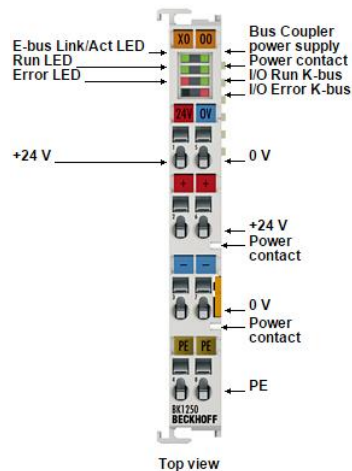 X0 00
E-bus Link/Act LED
Run LED
Error LED
Bus Coupler
power supply
Power contact
I/O Run K-bus
I/O Error K-bus
24V 0V
+24 V
0 V
+ +
+24 V
Power
contact
- -
0 V
Power
contact
PE PE
PE
BK1250
BECKHOFF
Top view